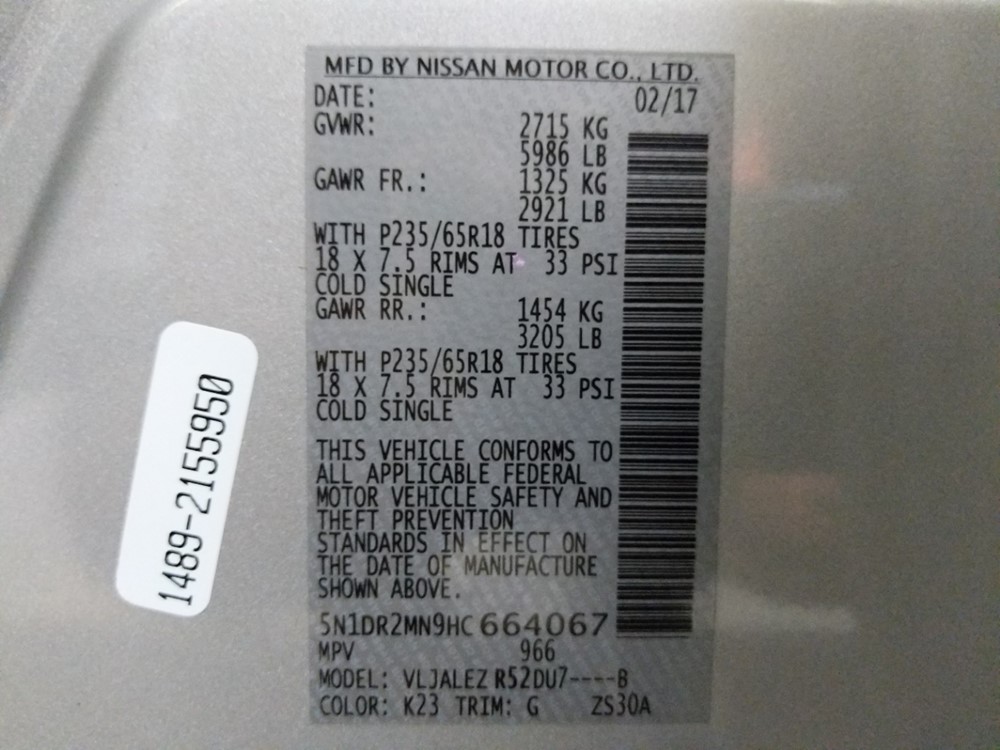 MFD BY NISSAN MOTOR CO., LTD.
DATE: 02/17
GVWR: 2715 KG
5986 LB
GAWR FR.: 1325 KG
2921 LB
WITH P235/65R18 TIRES
18 X 7.5 RIMS AT 33 PSI
COLD SINGLE
GAWR RR.: 1454 KG
3205 LB
WITH P235/65R18 TIRES
18 X 7.5 RIMS AT 33 PSI
COLD SINGLE
THIS VEHICLE CONFORMS TO
ALL APPLICABLE FEDERAL
MOTOR VEHICLE SAFETY AND
THEFT PREVENTION
STANDARDS IN EFFECT ON
THE DATE OF MANUFACTURE
SHOWN ABOVE.
5N1DR2MN9HC664067
MPV 966
MODEL: VLJALEZ R52DU7----B
COLOR: K23 TRIM: G ZS30A
1489-2155950